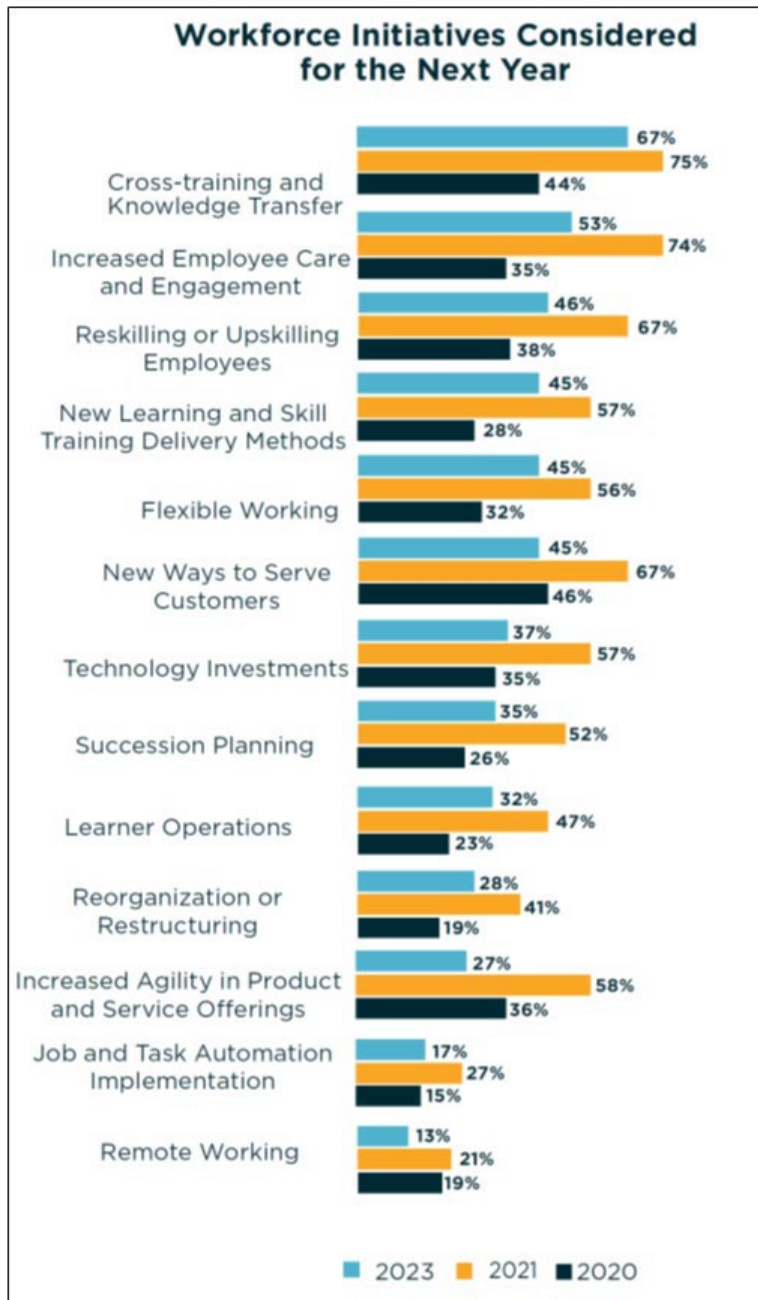 Workforce Initiatives Considered
for the Next Year
67%
75%
Cross-training and
44%
Knowledge Transfer
53%
74%
Increased Employee Care
35%
and Engagement
46%
67%
Reskilling or Upskilling
38%
Employees
45%
57%
New Learning and Skill
28%
Training Delivery Methods
45%
56%
Flexible Working
32%
45%
67%
New Ways to Serve
46%
Customers
37%
57%
Technology Investments
35%
35%
52%
Succession Planning
26%
32%
47%
Learner Operations
23%
28%
41%
Reorganization or
19%
Restructuring
27%
58%
Increased Agility in Product
36%
and Service Offerings
17%
Job and Task Automation
27%
Implementation
15%
13%
Remote Working
21%
19%
2023 2021 2020